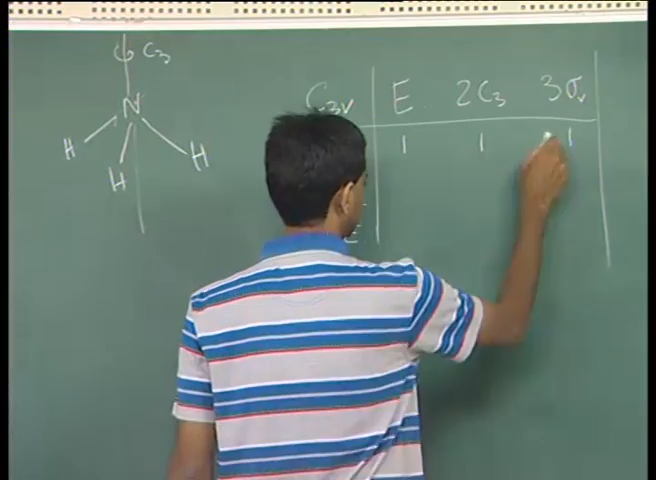 C3
N
H H
H
C3v E 2C3 3σv
1 1 1
E